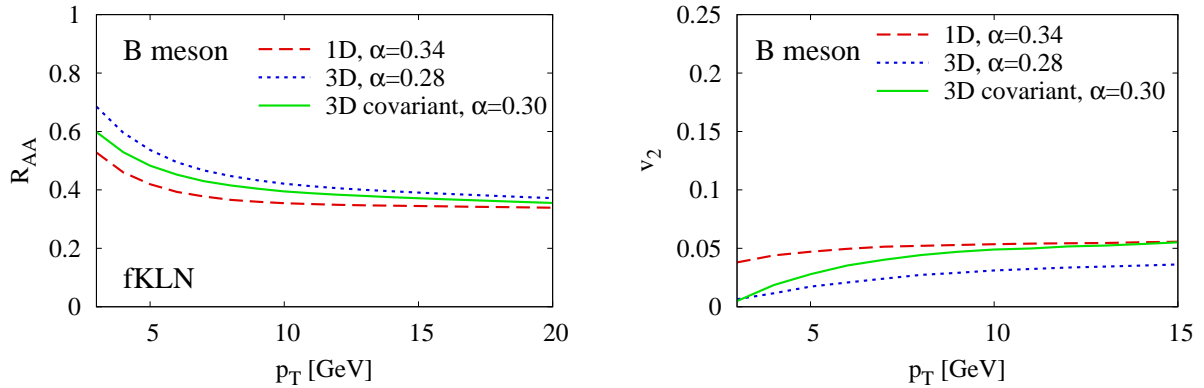 1
0.8
0.6
0.4
0.2
0
R_AA
B meson
1D, α=0.34
3D, α=0.28
3D covariant, α=0.30
fKLN
5
10
15
20
p_T [GeV]
0.25
0.2
0.15
0.1
0.05
0
v_2
B meson
1D, α=0.34
3D, α=0.28
3D covariant, α=0.30
5
10
15
p_T [GeV]